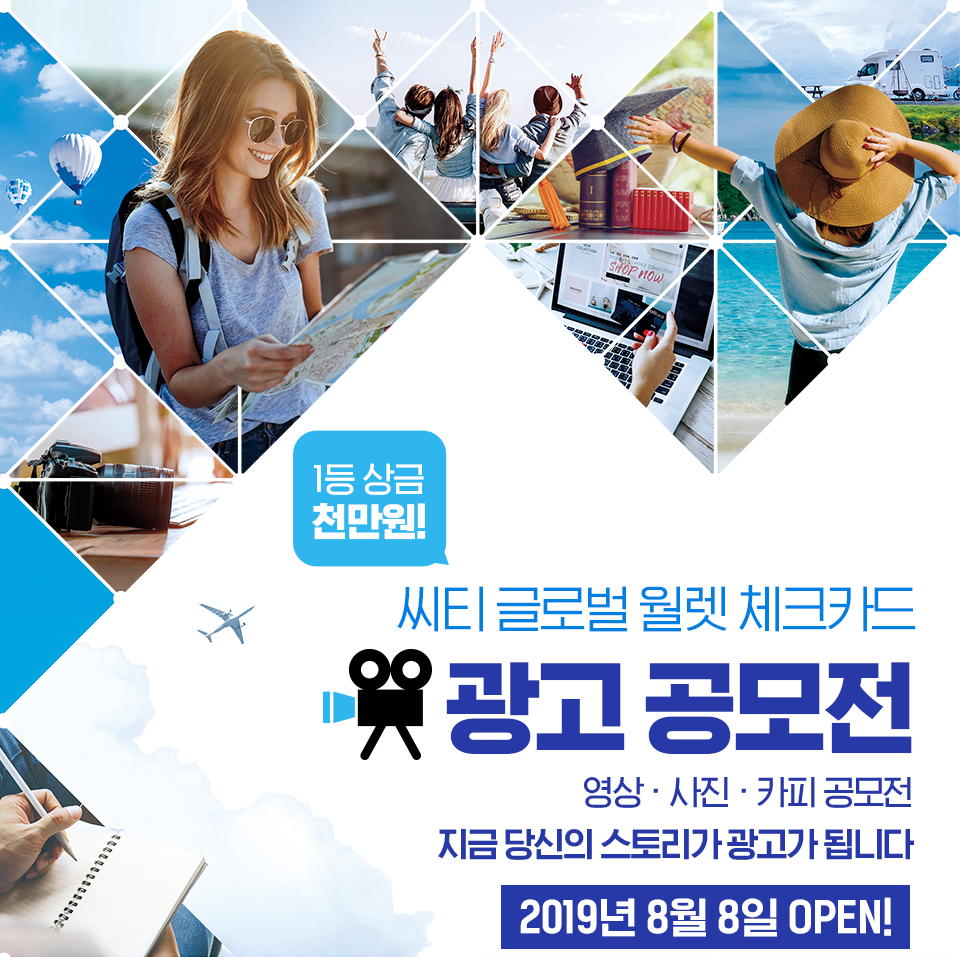 NEW COLLECTION
SHOP NOW
I
1등 상금
천만원!
씨티 글로벌 월렛 체크카드
광고 공모전
영상 · 사진 · 카피 공모전
지금 당신의 스토리가 광고가 됩니다
2019년 8월 8일 OPEN!